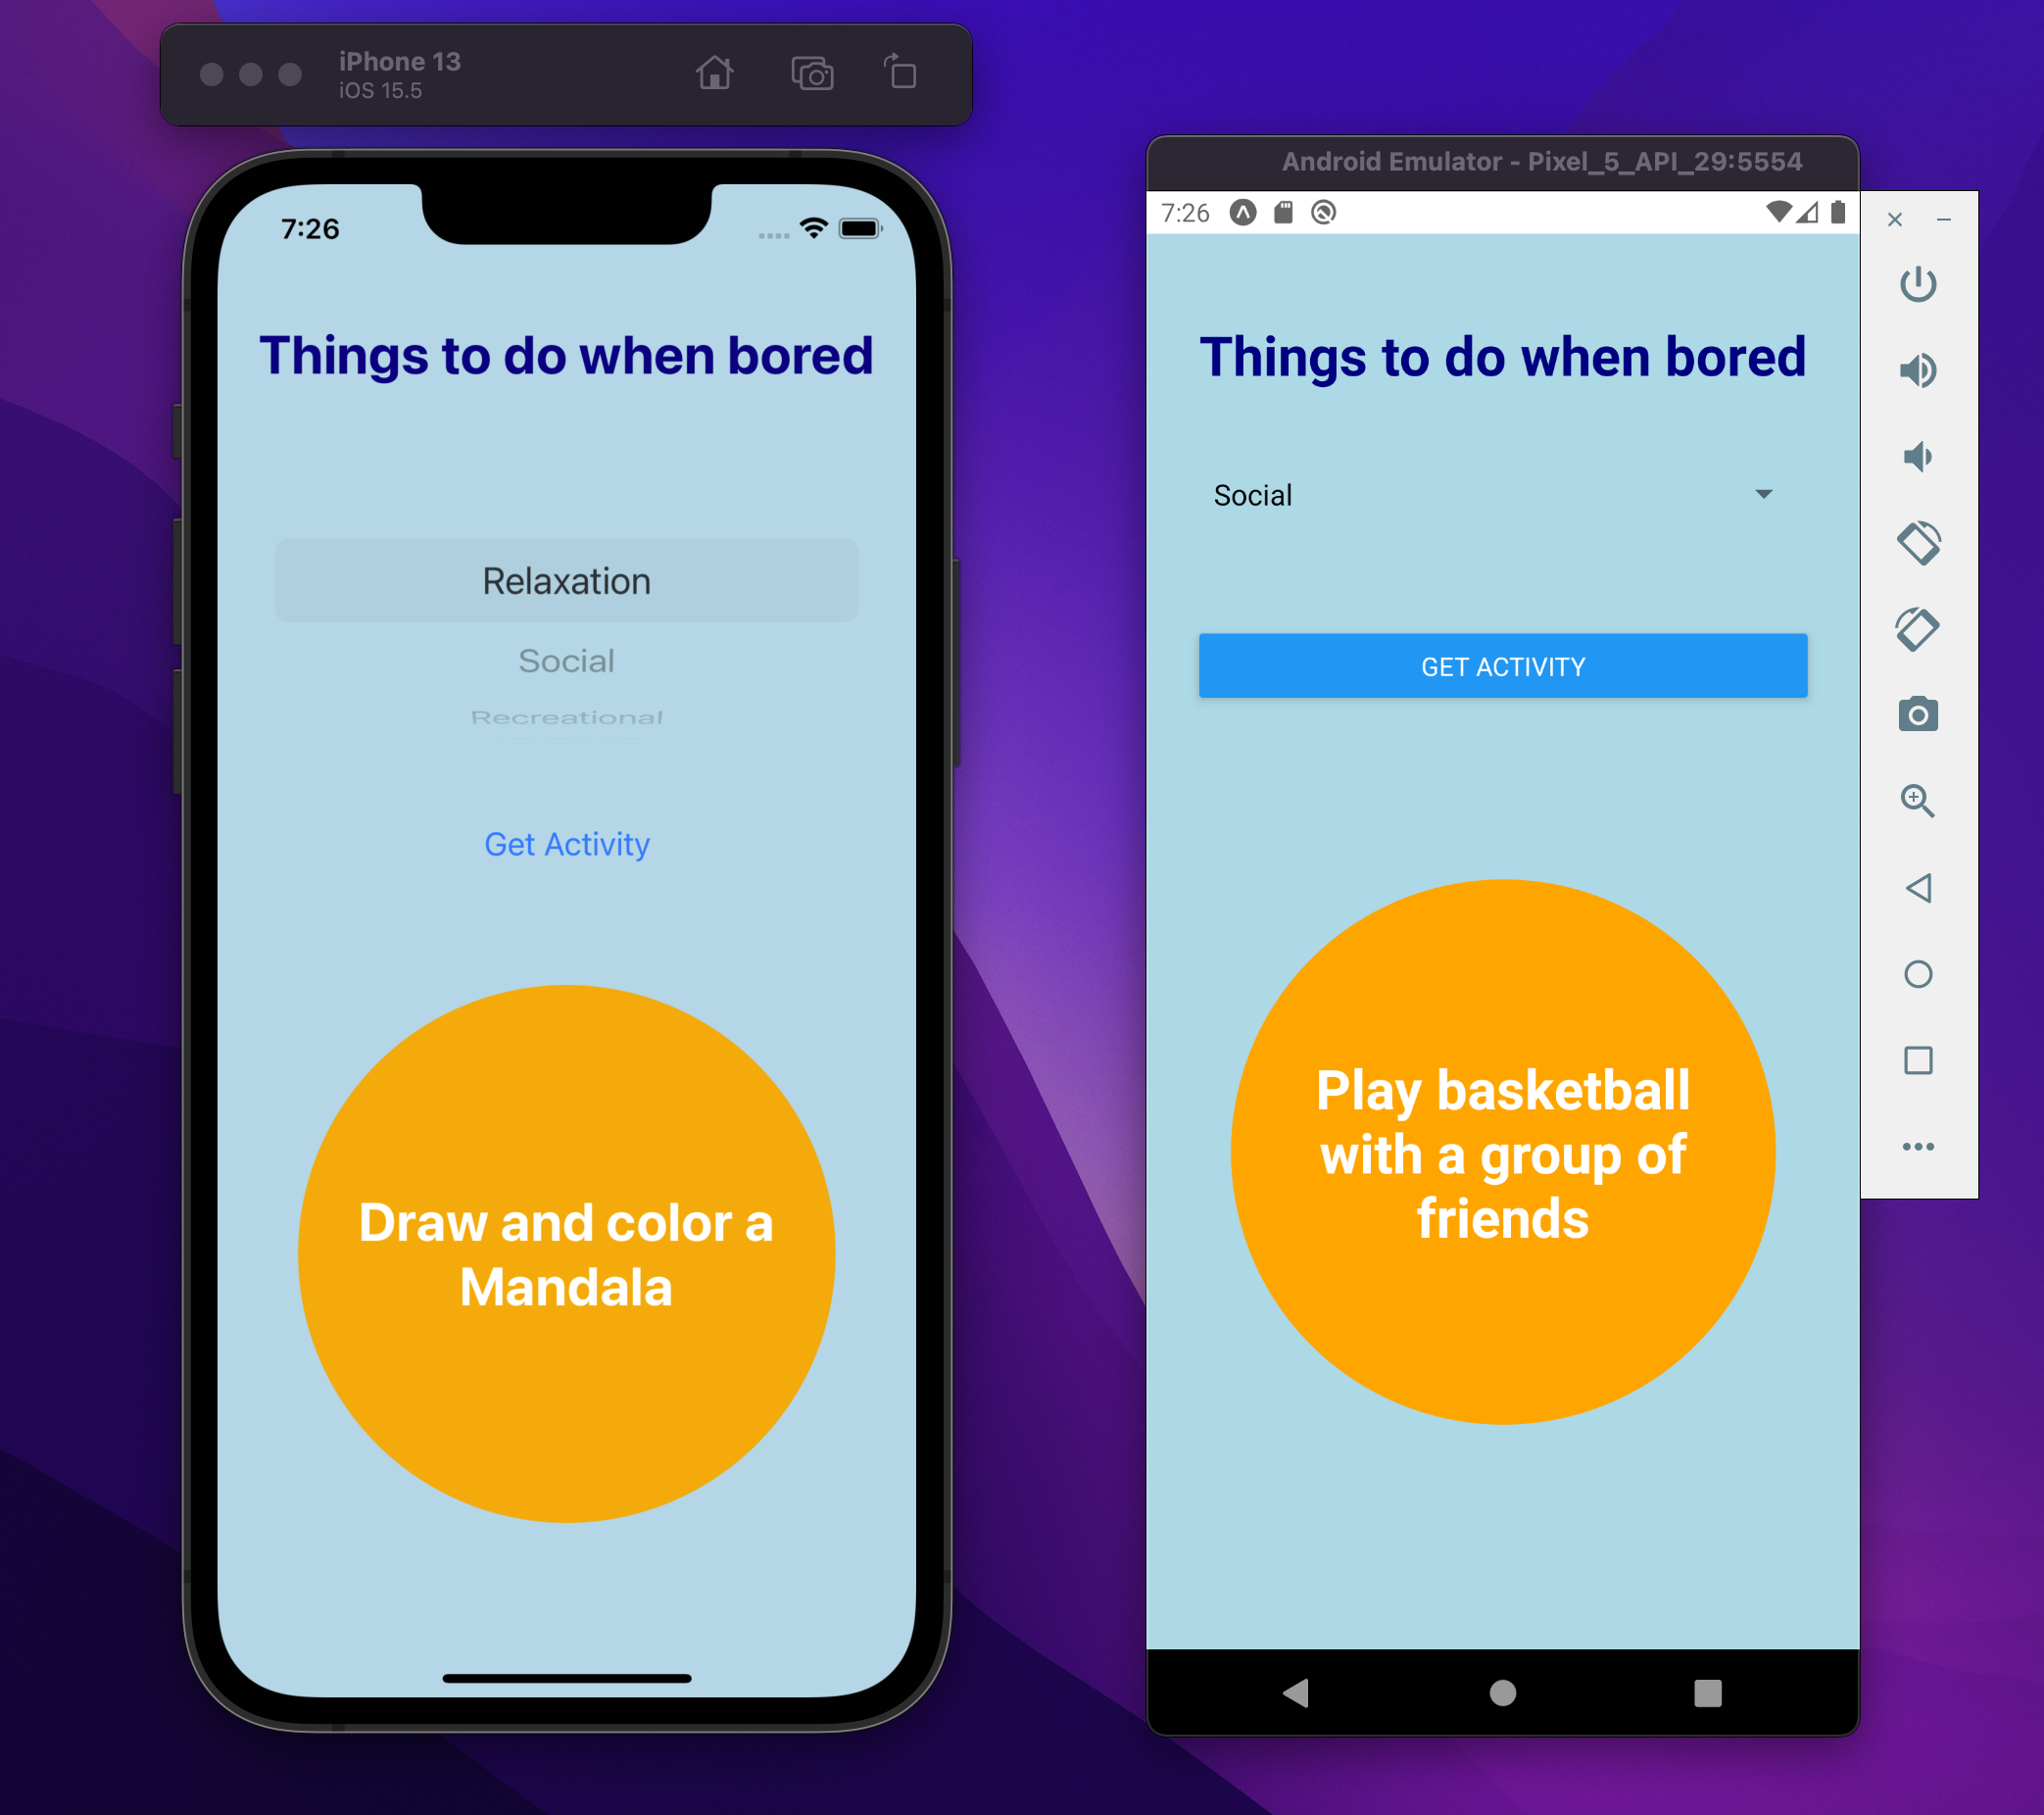 iPhone 13
iOS 15.5
7:26
Things to do when bored
Relaxation
Social
Recreational
Get Activity
Draw and color a
Mandala
Android Emulator - Pixel_5_API_29:5554
7:26
Things to do when bored
Social
GET ACTIVITY
Play basketball
with a group of
friends